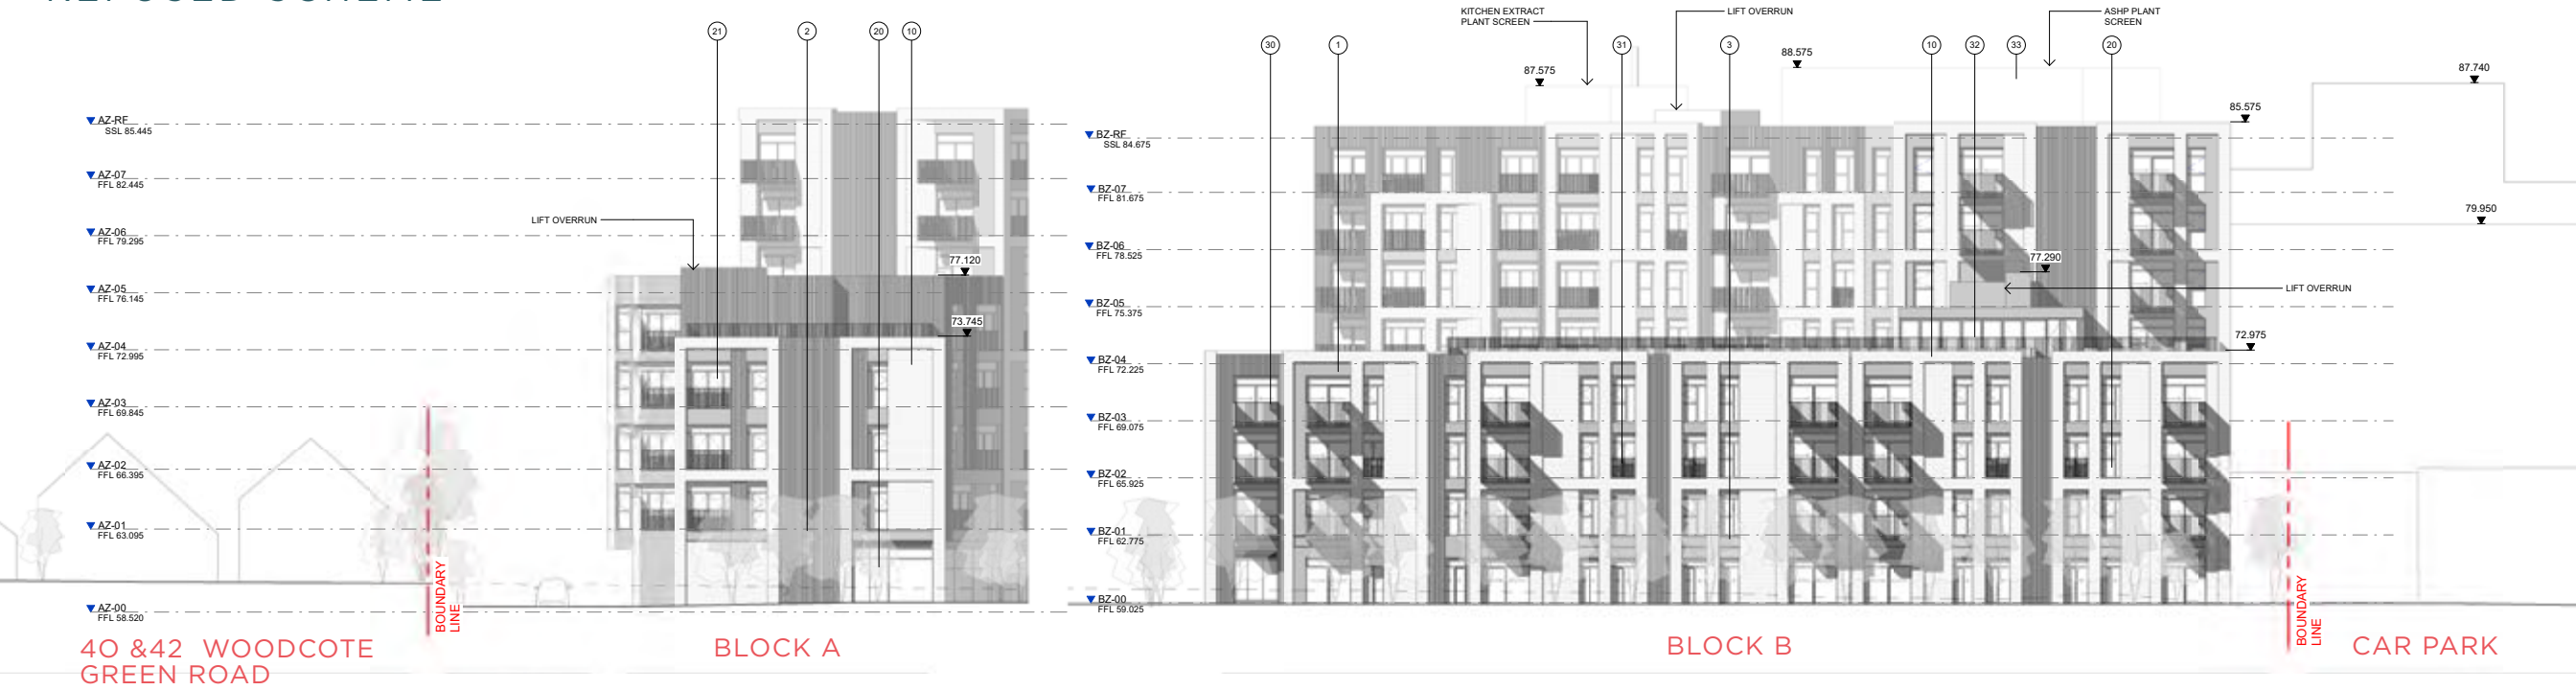 KITCHEN EXTRACT
PLANT SCREEN
LIFT OVERRUN
ASHP PLANT
SCREEN
21
2
20
10
30
1
31
3
10
32
33
20
88.575
87.575
87.740
85.575
AZ-RF
SSL 85.445
BZ-RF
SSL 84.675
AZ-07
FFL 82.445
BZ-07
FFL 81.675
LIFT OVERRUN
79.950
AZ-06
FFL 79.295
BZ-06
FFL 78.525
77.120
77.290
AZ-05
FFL 76.145
LIFT OVERRUN
BZ-05
FFL 75.375
73.745
72.975
AZ-04
FFL 72.995
BZ-04
FFL 72.225
AZ-03
FFL 69.845
BZ-03
FFL 69.075
AZ-02
FFL 66.395
BZ-02
FFL 65.925
AZ-01
FFL 63.095
BZ-01
FFL 62.775
BOUNDARY
LINE
BOUNDARY
LINE
AZ-00
FFL 58.520
BZ-00
FFL 59.025
40 &42 WOODCOTE
GREEN ROAD
BLOCK A
BLOCK B
CAR PARK